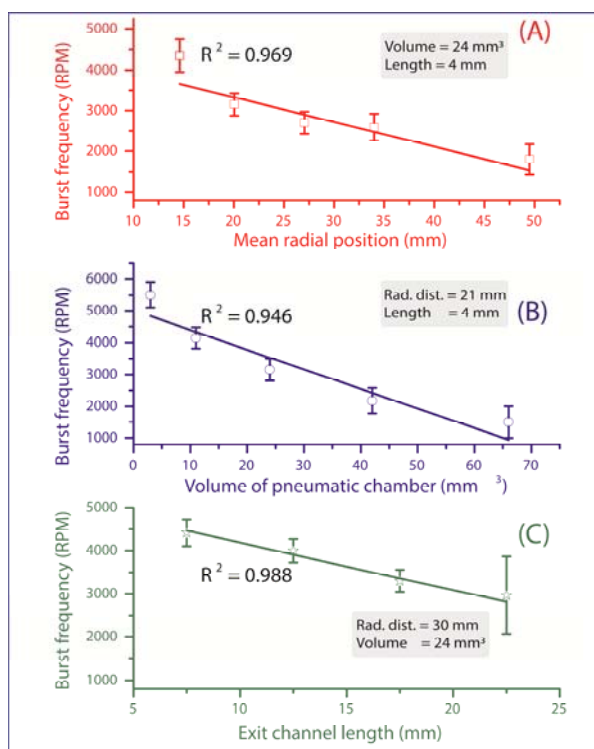 (A)
R² = 0.969
Volume = 24 mm³
Length = 4 mm
Burst frequency (RPM)
5000
4000
3000
2000
1000
10 15 20 25 30 35 40 45 50
Mean radial position (mm)
(B)
R² = 0.946
Rad. dist. = 21 mm
Length = 4 mm
Burst frequency (RPM)
6000
5000
4000
3000
2000
1000
0 10 20 30 40 50 60 70
Volume of pneumatic chamber (mm ³)
(C)
R² = 0.988
Rad. dist. = 30 mm
Volume = 24 mm³
Burst frequency (RPM)
5000
4000
3000
2000
1000
5 10 15 20 25
Exit channel length (mm)